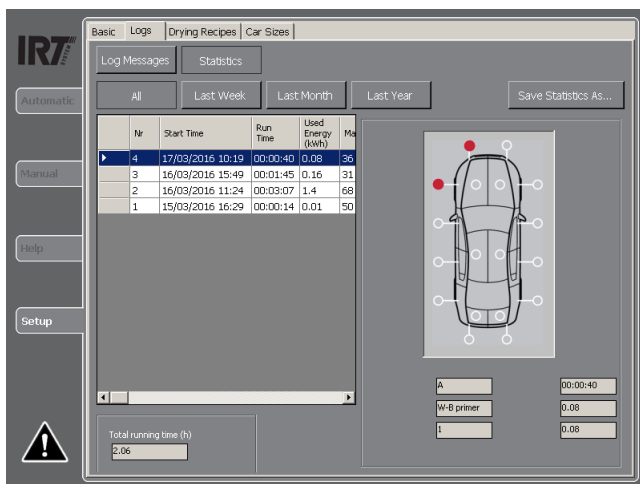 Basic Logs Drying Recipes Car Sizes
IRT
SYSTEM
Log Messages Statistics
Automatic
All Last Week Last Month Last Year Save Statistics As...
Nr Start Time Run Time Used Energy (kWh) Ma
4 17/03/2016 10:19 00:00:40 0.08 36
3 16/03/2016 15:49 00:01:45 0.16 31
2 16/03/2016 11:24 00:03:07 1.4 68
1 15/03/2016 16:29 00:00:14 0.01 50
Manual
Help
Setup
A 00:00:40
W-B primer 0.08
1 0.08
Total running time (h)
2.06